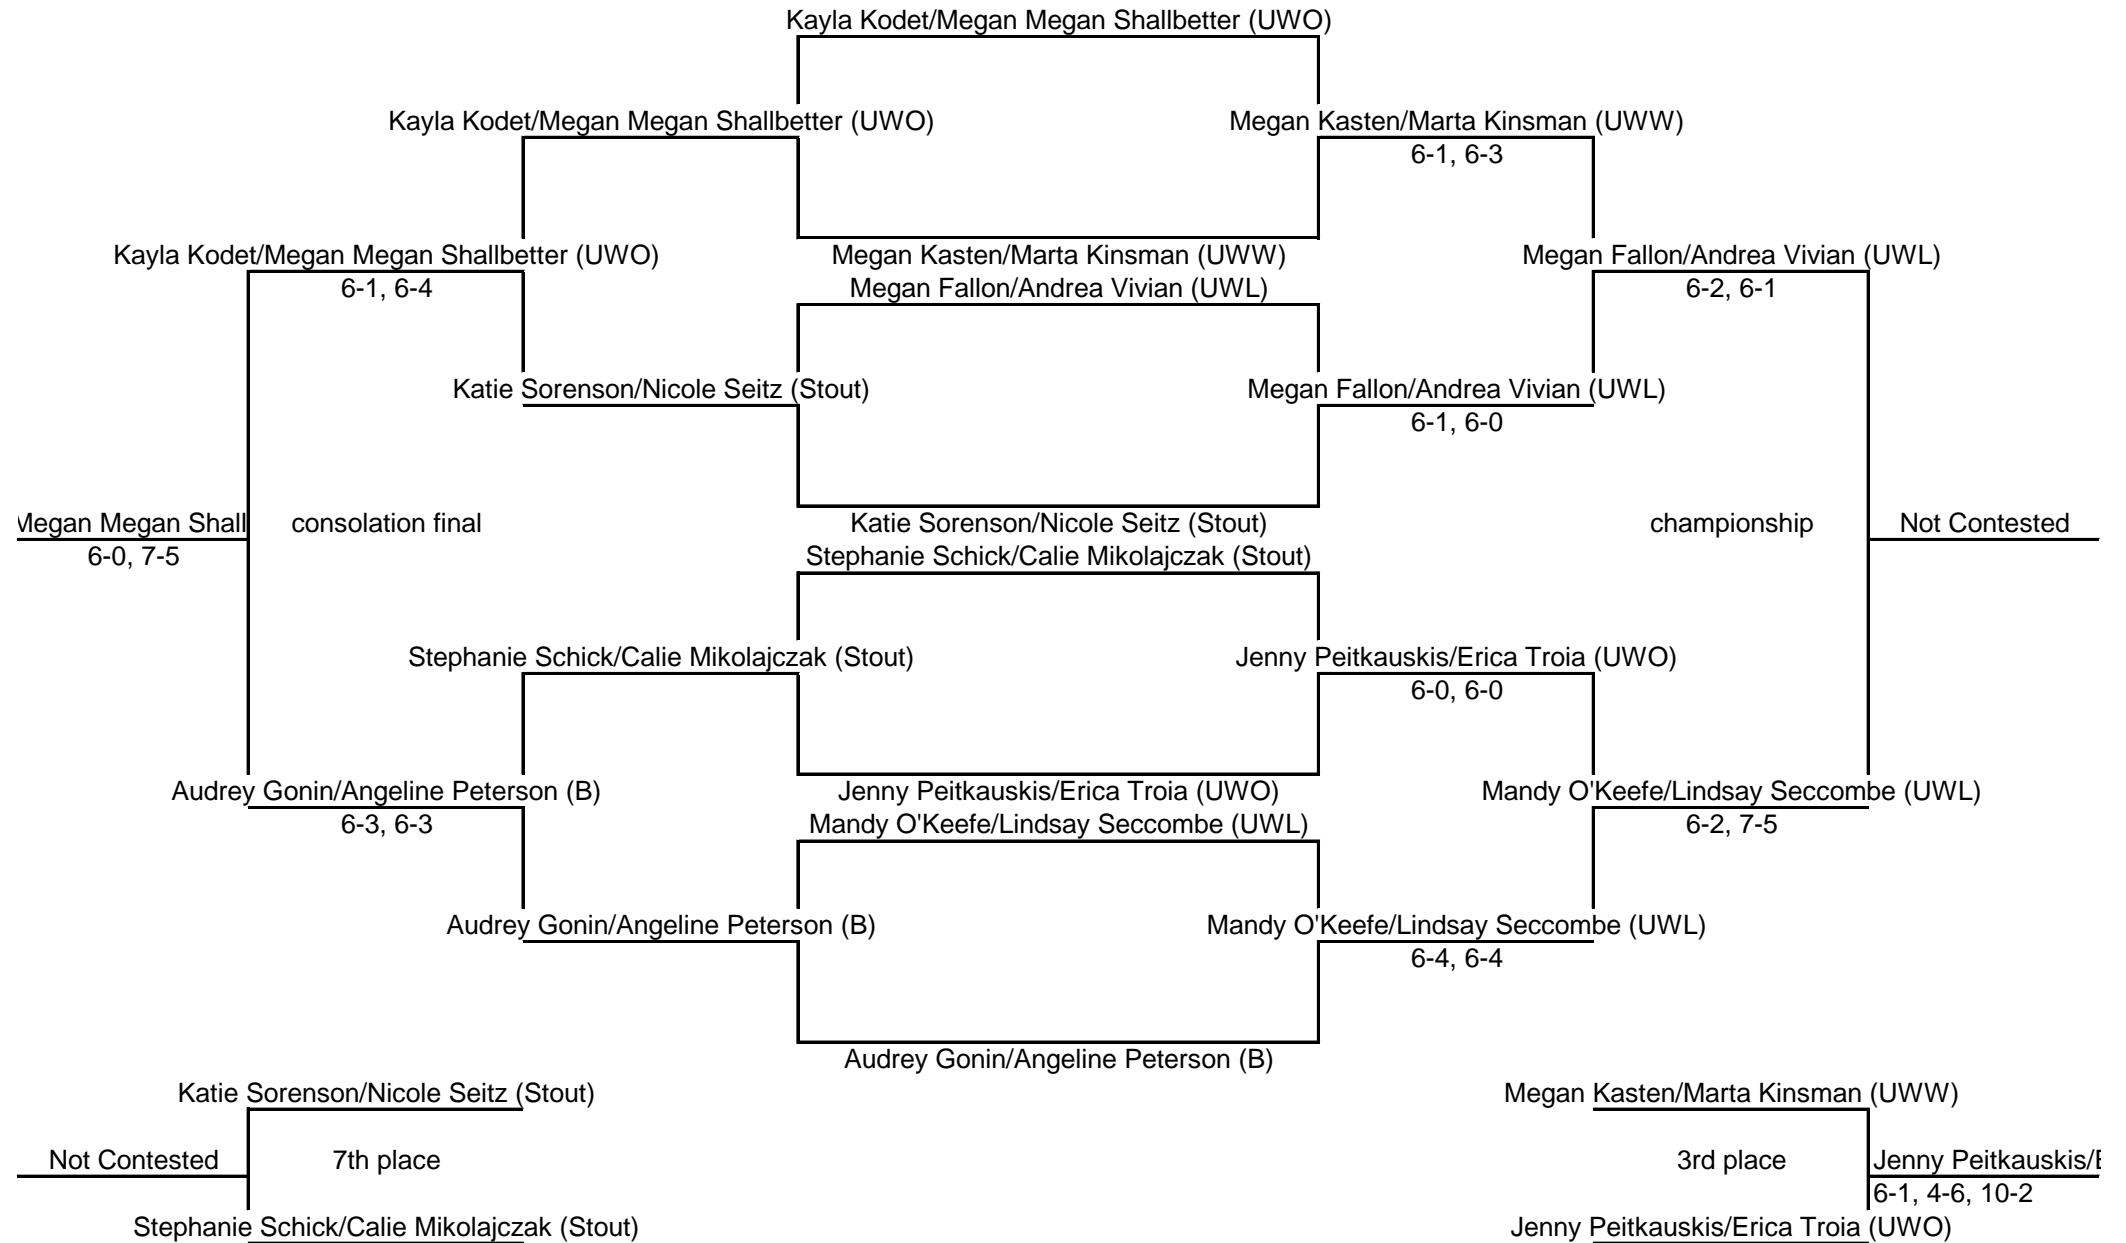 Kayla Kodet/Megan Megan Shallbetter (UWO)
Kayla Kodet/Megan Megan Shallbetter (UWO)
Megan Kasten/Marta Kinsman (UWW)
6-1, 6-3
Kayla Kodet/Megan Megan Shallbetter (UWO)
Megan Kasten/Marta Kinsman (UWW)
Megan Fallon/Andrea Vivian (UWL)
6-1, 6-4
Megan Fallon/Andrea Vivian (UWL)
6-2, 6-1
Katie Sorenson/Nicole Seitz (Stout)
Megan Fallon/Andrea Vivian (UWL)
6-1, 6-0
Megan Megan Shall
consolation final
Katie Sorenson/Nicole Seitz (Stout)
championship
Not Contested
6-0, 7-5
Stephanie Schick/Calie Mikolajczak (Stout)
Stephanie Schick/Calie Mikolajczak (Stout)
Jenny Peitkauskis/Erica Troia (UWO)
6-0, 6-0
Audrey Gonin/Angeline Peterson (B)
6-3, 6-3
Jenny Peitkauskis/Erica Troia (UWO)
Mandy O'Keefe/Lindsay Seccombe (UWL)
Mandy O'Keefe/Lindsay Seccombe (UWL)
6-2, 7-5
Audrey Gonin/Angeline Peterson (B)
Mandy O'Keefe/Lindsay Seccombe (UWL)
6-4, 6-4
Audrey Gonin/Angeline Peterson (B)
Katie Sorenson/Nicole Seitz (Stout)
Megan Kasten/Marta Kinsman (UWW)
Not Contested
7th place
3rd place
Jenny Peitkauskis/E
6-1, 4-6, 10-2
Stephanie Schick/Calie Mikolajczak (Stout)
Jenny Peitkauskis/Erica Troia (UWO)